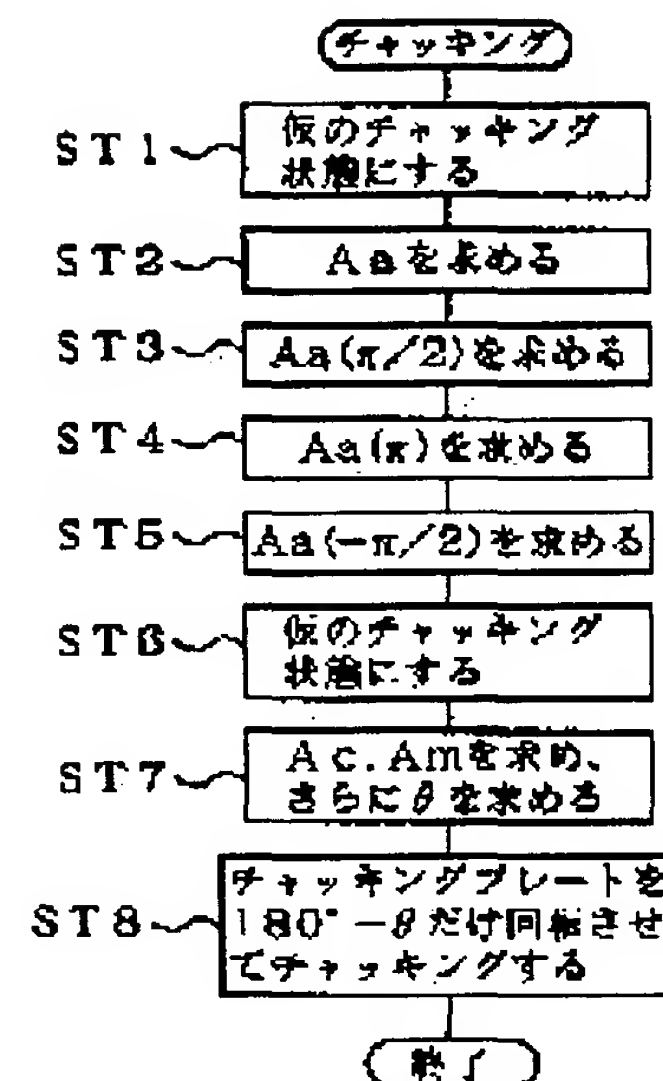 チャッキング
ST1
仮のチャッキング
状態にする
ST2
Aaを求める
ST3
Aa(π/2)を求める
ST4
Aa(π)を求める
ST5
Aa(−π/2)を求める
ST6
仮のチャッキング
状態にする
ST7
Ac.Amを求め、
さらにθを求める
ST8
チャッキングプレートを
180°−θだけ回転させ
てチャッキングする
終了